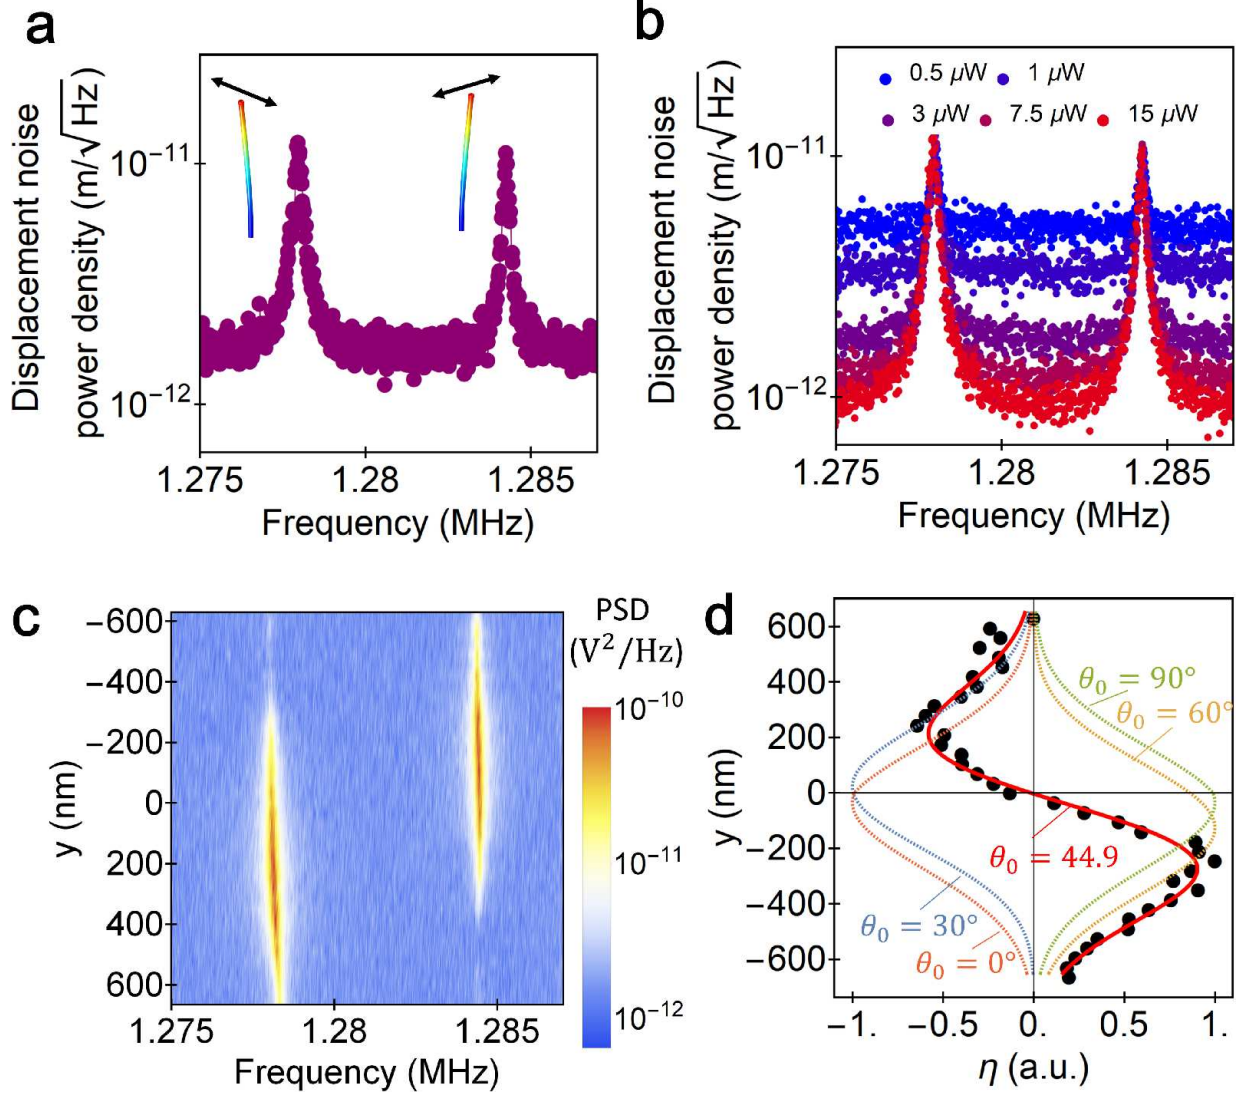 a
Displacement noise
power density (m/√Hz)
10⁻¹¹
10⁻¹²
1.275
1.28
1.285
Frequency (MHz)
b
Displacement noise
power density (m/√Hz)
0.5 μW
1 μW
3 μW
7.5 μW
15 μW
10⁻¹¹
10⁻¹²
1.275
1.28
1.285
Frequency (MHz)
c
y (nm)
−600
−400
−200
0
200
400
600
1.275
1.28
1.285
Frequency (MHz)
PSD
(V²/Hz)
10⁻¹⁰
10⁻¹¹
10⁻¹²
d
y (nm)
600
400
200
0
−200
−400
−600
θ₀ = 90°
θ₀ = 60°
θ₀ = 44.9
θ₀ = 30°
θ₀ = 0°
−1.
−0.5
0.
0.5
1.
η (a.u.)